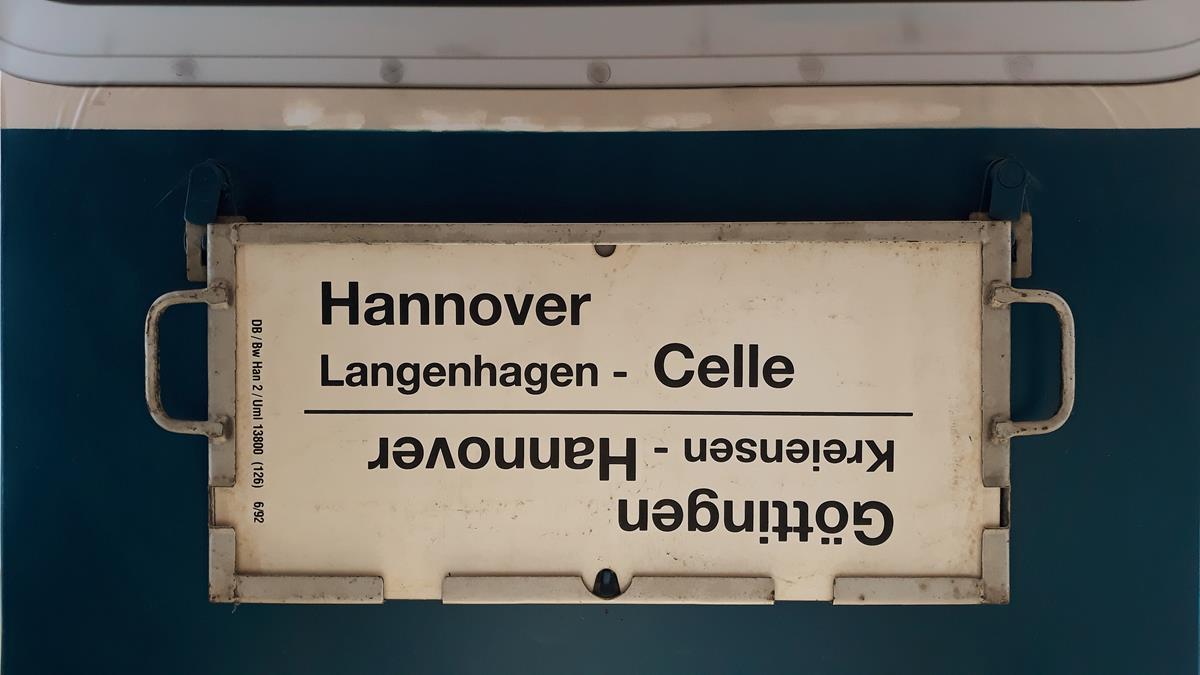 Hannover
Langenhagen - Celle
Göttingen
Kreiensen - Hannover
DB / Bw Han 2 / Uml 13800 (126) 6/92